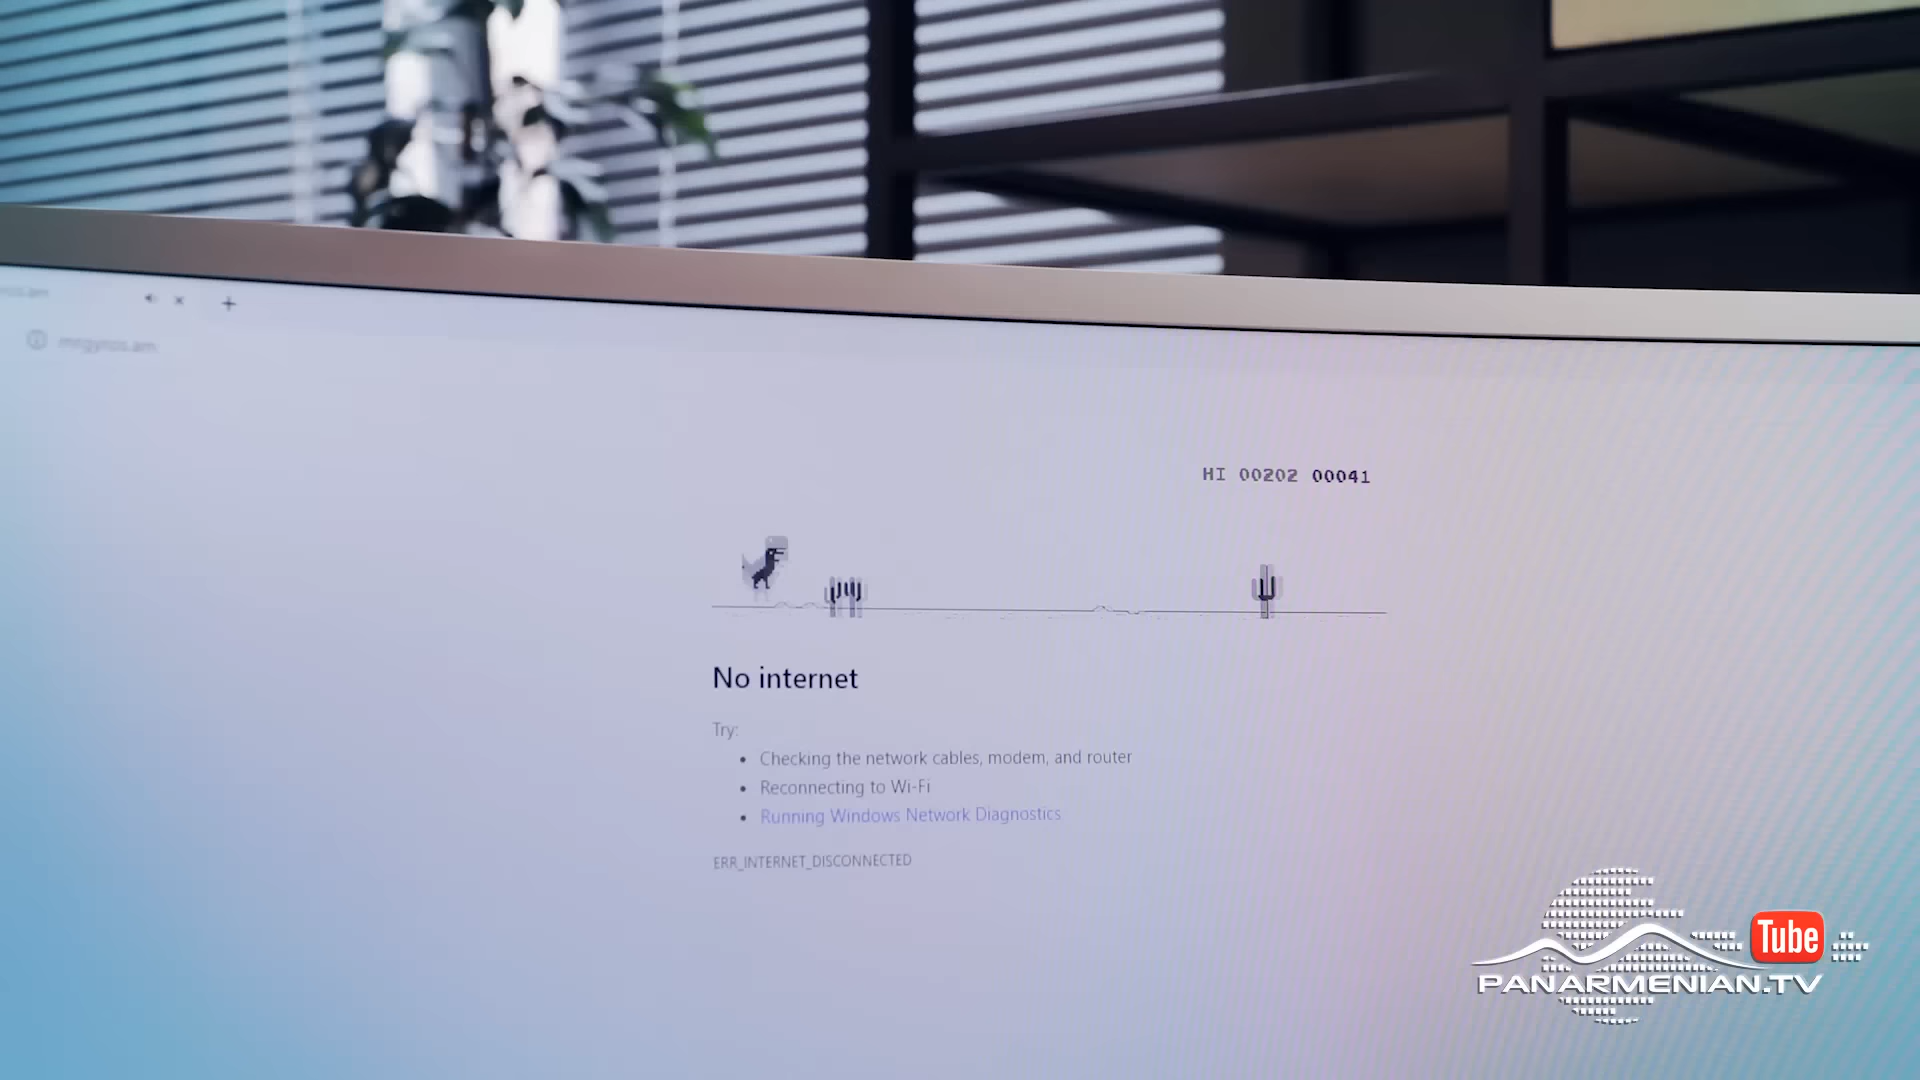 HI 00202 00041
No internet
Try:
Checking the network cables, modem, and router
Reconnecting to Wi-Fi
Running Windows Network Diagnostics
ERR_INTERNET_DISCONNECTED
Tube
PANARMENIAN.TV